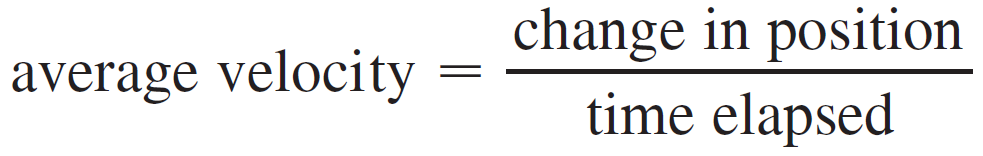 average velocity = change in position
time elapsed